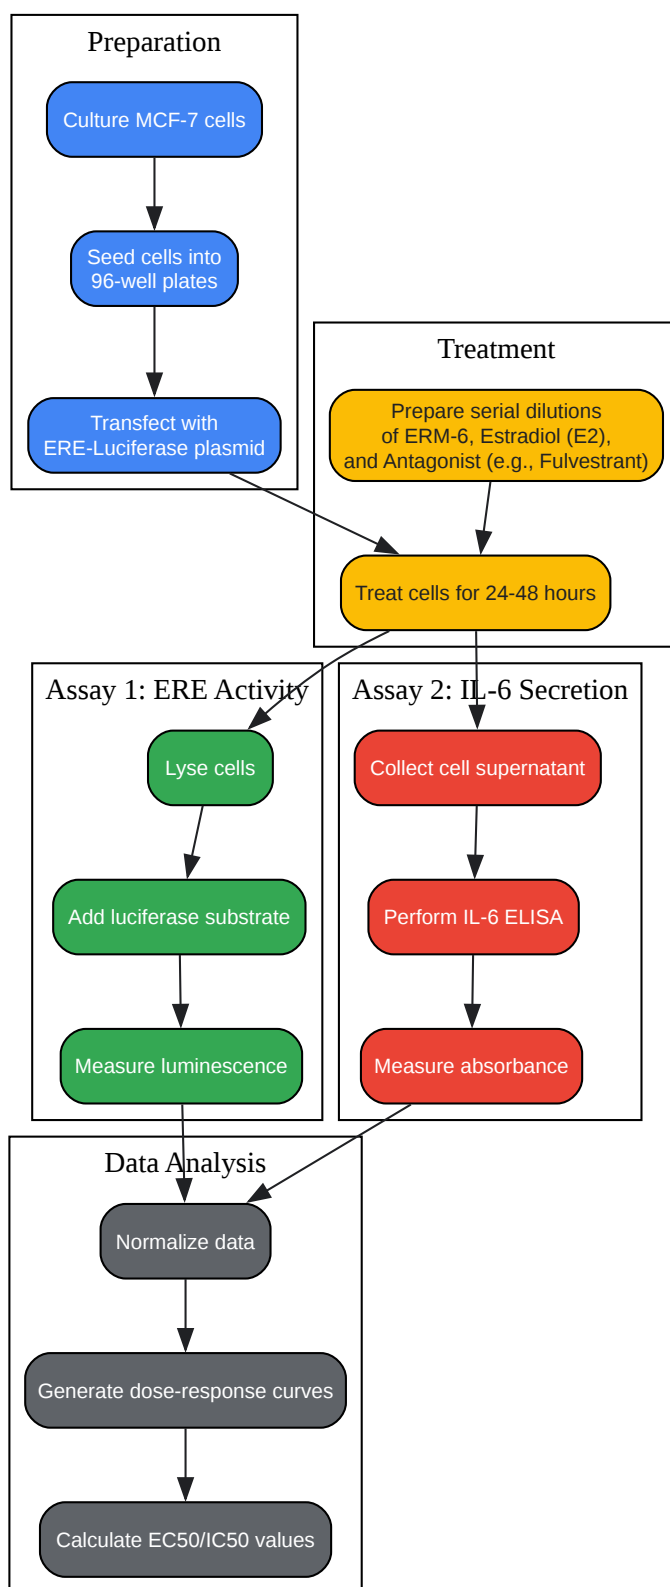 Preparation
Culture MCF-7 cells
Seed cells into
96-well plates
Transfect with
ERE-Luciferase plasmid
Treatment
Prepare serial dilutions
of ERM-6, Estradiol (E2),
and Antagonist (e.g., Fulvestrant)
Treat cells for 24-48 hours
Assay 1: ERE Activity
Lyse cells
Add luciferase substrate
Measure luminescence
Assay 2: IL-6 Secretion
Collect cell supernatant
Perform IL-6 ELISA
Measure absorbance
Data Analysis
Normalize data
Generate dose-response curves
Calculate EC50/IC50 values